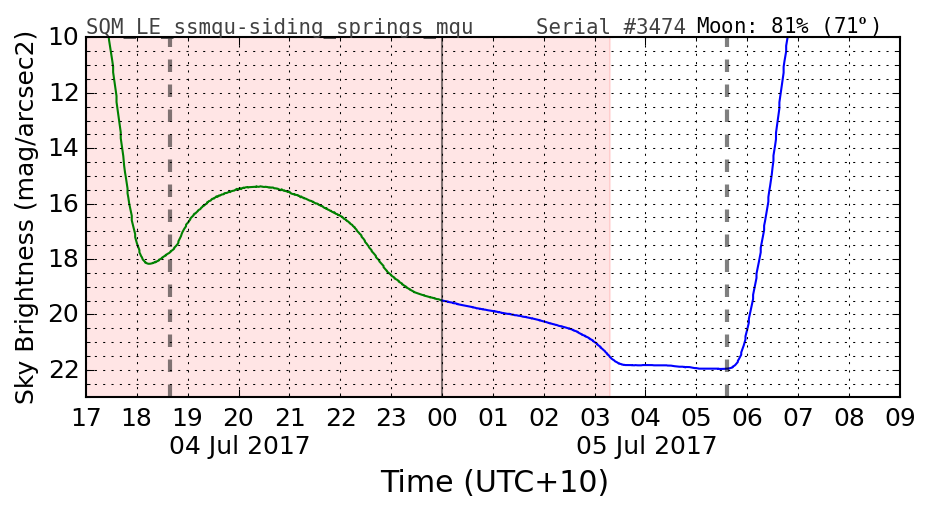 SQM_LE_ssmqu-siding_springs_mqu Serial #3474 Moon: 81% (71°)
Sky Brightness (mag/arcsec2)
10
12
14
16
18
20
22
17 18 19 20 21 22 23 00 01 02 03 04 05 06 07 08 09
04 Jul 2017 05 Jul 2017
Time (UTC+10)